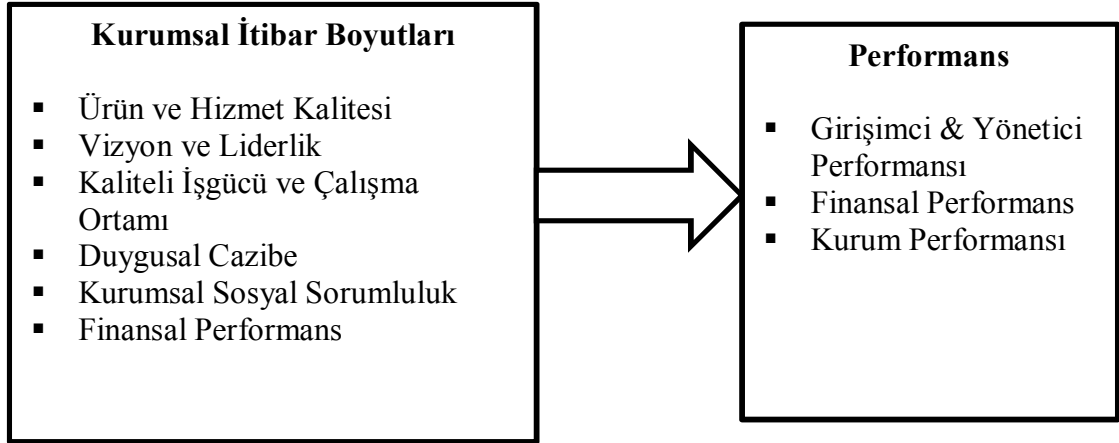 Kurumsal İtibar Boyutları
▪ Ürün ve Hizmet Kalitesi
▪ Vizyon ve Liderlik
▪ Kaliteli İşgücü ve Çalışma
Ortamı
▪ Duygusal Cazibe
▪ Kurumsal Sosyal Sorumluluk
▪ Finansal Performans
Performans
▪ Girişimci & Yönetici
Performansı
▪ Finansal Performans
▪ Kurum Performansı